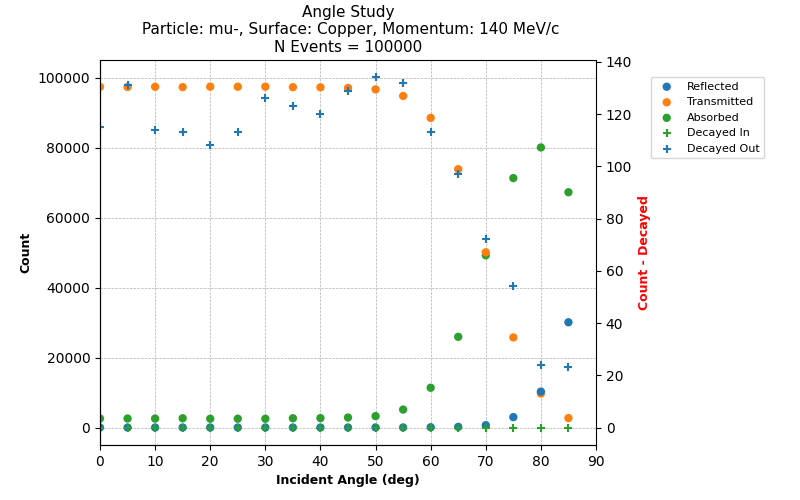 Angle Study
Particle: mu-, Surface: Copper, Momentum: 140 MeV/c
N Events = 100000
100000
80000
60000
40000
20000
0
Count
0 10 20 30 40 50 60 70 80 90
Incident Angle (deg)
140
120
100
80
60
40
20
0
Count - Decayed
Reflected
Transmitted
Absorbed
Decayed In
Decayed Out